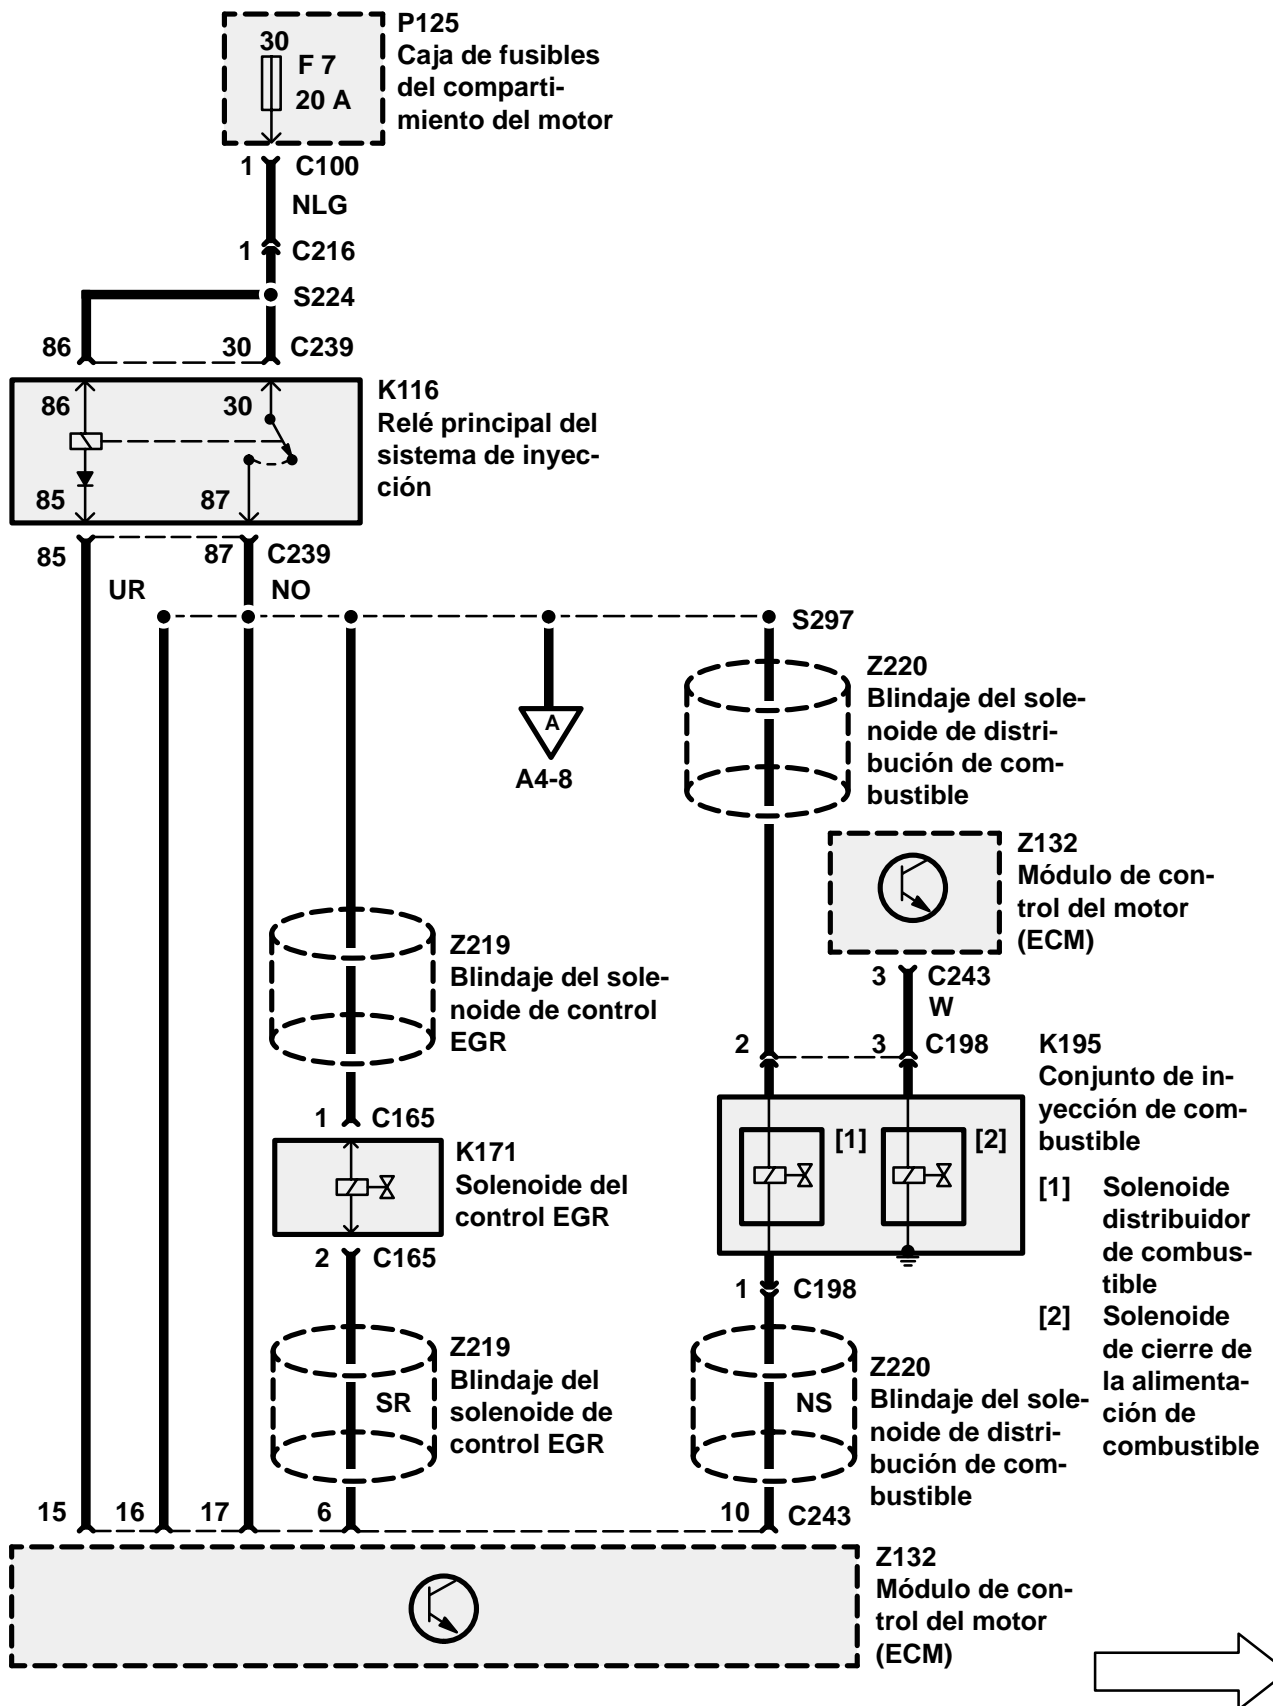 P125
Caja de fusibles
del comparti-
miento del motor
30
F 7
20 A
1 C100
NLG
1 C216
S224
86 30 C239
K116
Relé principal del
sistema de inyec-
ción
86 30
85 87
85 87 C239
UR NO
S297
Z220
Blindaje del sole-
noide de distri-
bución de com-
bustible
A
A4-8
Z132
Módulo de con-
trol del motor
(ECM)
Z219
Blindaje del sole-
noide de control
EGR
3 C243
W
2 3 C198
K195
Conjunto de in-
yección de com-
bustible
1 C165
K171
Solenoide del
control EGR
[1] [2]
[1] Solenoide
distribuidor
de combus-
tible
[2] Solenoide
de cierre de
la alimenta-
ción de
combustible
2 C165
1 C198
Z219
Blindaje del
solenoide de
control EGR
SR
Z220
Blindaje del sole-
noide de distri-
bución de com-
bustible
NS
15 16 17 6 10 C243
Z132
Módulo de con-
trol del motor
(ECM)